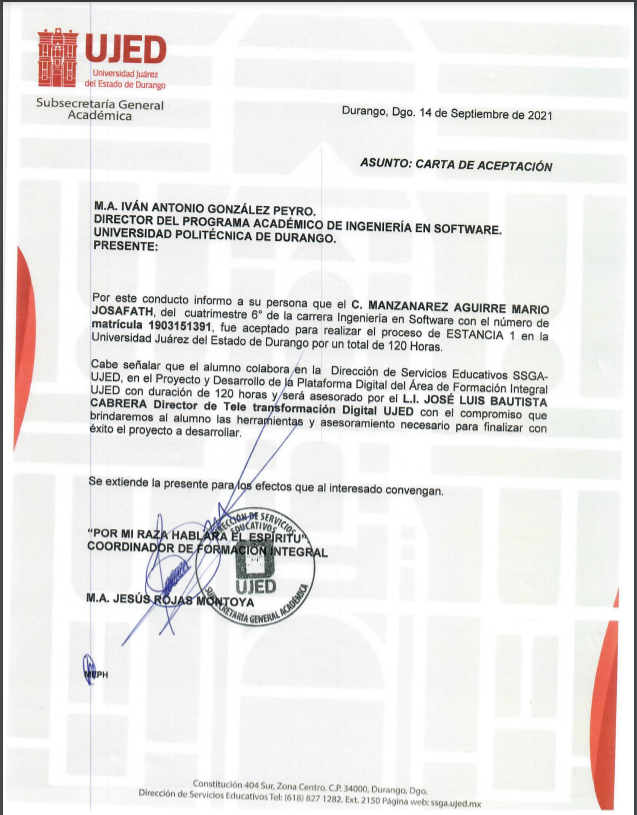 UJED
Universidad Juárez
del Estado de Durango
Subsecretaría General
Académica
Durango, Dgo. 14 de Septiembre de 2021
ASUNTO: CARTA DE ACEPTACIÓN
M.A. IVÁN ANTONIO GONZÁLEZ PEYRO.
DIRECTOR DEL PROGRAMA ACADÉMICO DE INGENIERÍA EN SOFTWARE.
UNIVERSIDAD POLITÉCNICA DE DURANGO.
PRESENTE:
Por este conducto informo a su persona que el C. MANZANAREZ AGUIRRE MARIO
JOSAFATH, del cuatrimestre 6° de la carrera Ingeniería en Software con el número de
matrícula 1903151391, fue aceptado para realizar el proceso de ESTANCIA 1 en la
Universidad Juárez del Estado de Durango por un total de 120 Horas.
Cabe señalar que el alumno colabora en la Dirección de Servicios Educativos SSGA-
UJED, en el Proyecto y Desarrollo de la Plataforma Digital del Área de Formación Integral
UJED con duración de 120 horas y será asesorado por el L.I. JOSÉ LUIS BAUTISTA
CABRERA Director de Tele transformación Digital UJED con el compromiso que
brindaremos al alumno las herramientas y asesoramiento necesario para finalizar con
éxito el proyecto a desarrollar.
Se extiende la presente para los efectos que al interesado convengan.
"POR MI RAZA HABLARÁ EL ESPÍRITU"
COORDINADOR DE FORMACIÓN INTEGRAL
DIRECCIÓN DE SERVICIOS
EDUCATIVOS
UJED
SUBSECRETARÍA GENERAL ACADÉMICA
M.A. JESÚS ROJAS MONTOYA
MEPH
Constitución 404 Sur, Zona Centro. C.P. 34000, Durango, Dgo.
Dirección de Servicios Educativos Tel: (618) 827 1282. Ext. 2150 Página web: ssga.ujed.mx